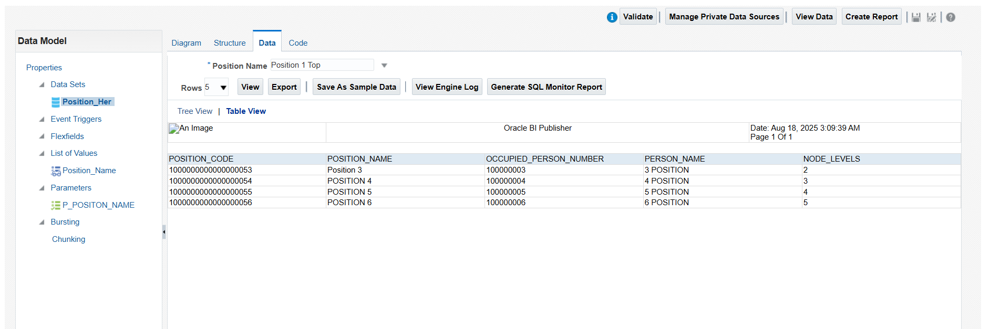 Validate Manage Private Data Sources View Data Create Report
Data Model
Diagram Structure Data Code
Properties
* Position Name Position 1 Top
Data Sets
Rows 5 View Export Save As Sample Data View Engine Log Generate SQL Monitor Report
Position_Her
Tree View | Table View
Event Triggers
An Image Oracle BI Publisher Date: Aug 18, 2025 3:09:39 AM
Page 1 Of 1
Flexfields
List of Values
POSITION_CODE POSITION_NAME OCCUPIED_PERSON_NUMBER PERSON_NAME NODE_LEVELS
1000000000000000053 Position 3 100000003 3 POSITION 2
Position_Name
1000000000000000054 POSITION 4 100000004 4 POSITION 3
Parameters
1000000000000000055 POSITION 5 100000005 5 POSITION 4
1000000000000000056 POSITION 6 100000006 6 POSITION 5
P_POSITON_NAME
Bursting
Chunking